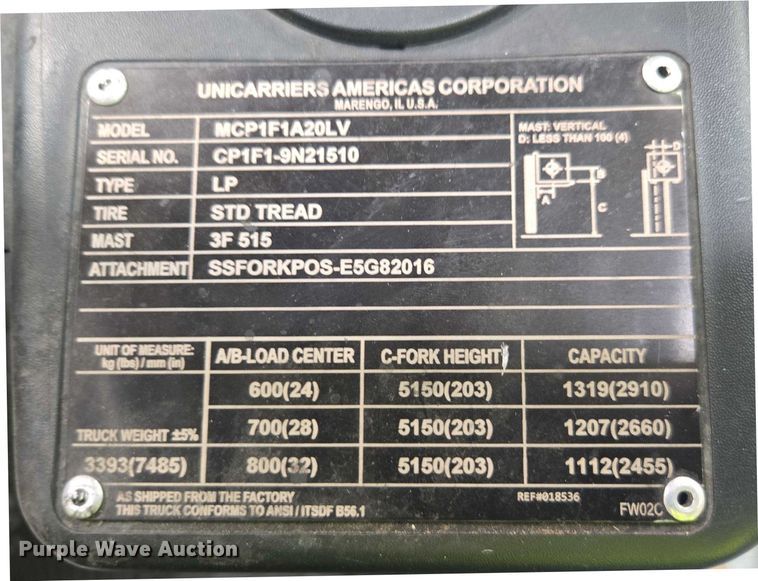 UNICARRIERS AMERICAS CORPORATION
MARENGO, IL U.S.A.
MODEL MCP1F1A20LV
SERIAL NO. CP1F1-9N21510
TYPE LP
TIRE STD TREAD
MAST 3F 515
ATTACHMENT SSFORKPOS-E5G82016
MAST: VERTICAL
D: LESS THAN 100 (4)
D
B
A
C
UNIT OF MEASURE: A/B-LOAD CENTER C-FORK HEIGHT CAPACITY
kg (lbs) / mm (in)
600(24) 5150(203) 1319(2910)
TRUCK WEIGHT ±5% 700(28) 5150(203) 1207(2660)
3393(7485) 800(32) 5150(203) 1112(2455)
AS SHIPPED FROM THE FACTORY REF#018536
THIS TRUCK CONFORMS TO ANSI / ITSDF B56.1 FW02C
Purple Wave Auction